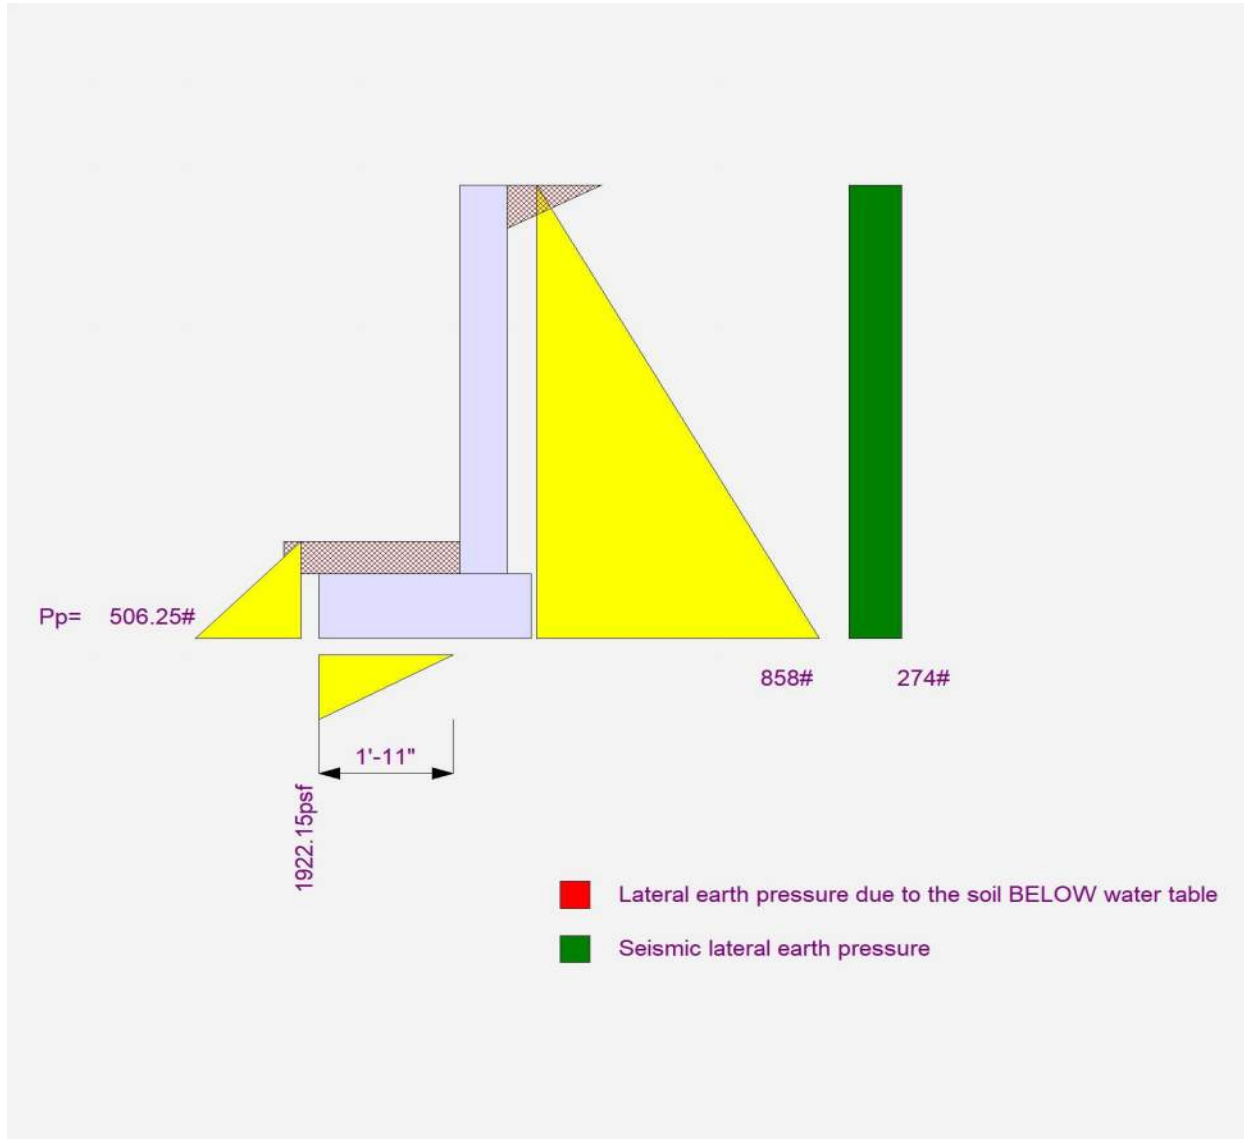 Pp= 506.25#
858# 274#
1'-11"
1922.15psf
Lateral earth pressure due to the soil BELOW water table
Seismic lateral earth pressure